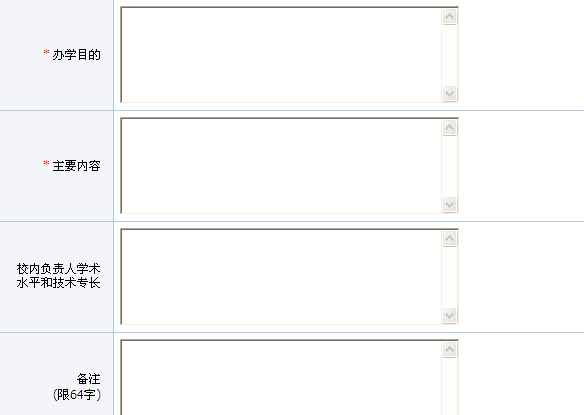 * 办学目的
* 主要内容
校内负责人学术
水平和技术专长
备注
(限64字)